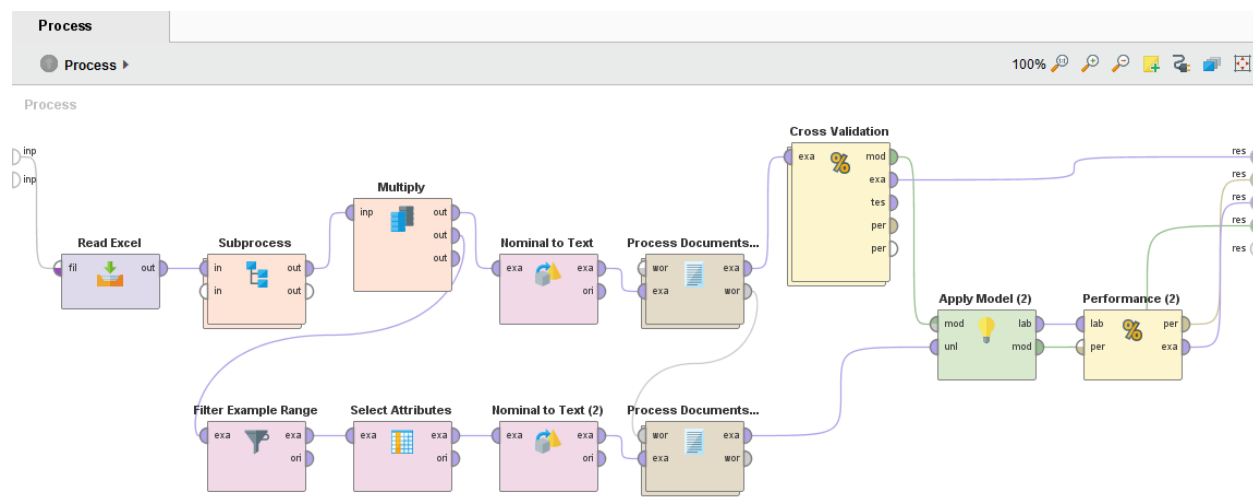 Process
Process
100%
Process
inp
inp
Read Excel
fil
out
Subprocess
in
out
in
out
Multiply
inp
out
out
out
Nominal to Text
exa
exa
ori
Process Documents...
wor
exa
exa
wor
Cross Validation
exa
mod
exa
tes
per
per
res
res
res
res
res
Apply Model (2)
mod
lab
unl
mod
Performance (2)
lab
per
per
exa
Filter Example Range
exa
exa
ori
Select Attributes
exa
exa
ori
Nominal to Text (2)
exa
exa
ori
Process Documents...
wor
exa
exa
wor